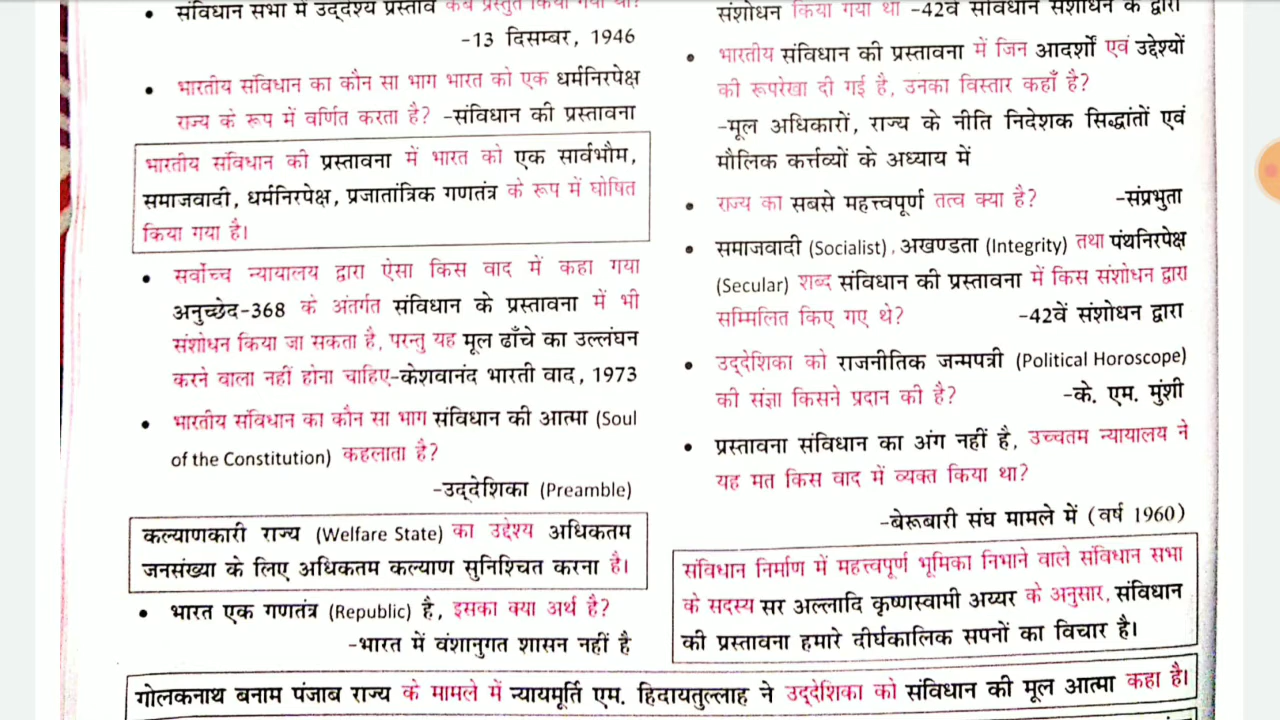 संविधान सभा में उद्देश्य प्रस्ताव कब प्रस्तुत किया गया था?
-13 दिसम्बर, 1946
• भारतीय संविधान का कौन सा भाग भारत को एक धर्मनिरपेक्ष
राज्य के रूप में वर्णित करता है? -संविधान की प्रस्तावना
भारतीय संविधान की प्रस्तावना में भारत को एक सार्वभौम,
समाजवादी, धर्मनिरपेक्ष, प्रजातांत्रिक गणतंत्र के रूप में घोषित
किया गया है।
• सर्वोच्च न्यायालय द्वारा ऐसा किस वाद में कहा गया
अनुच्छेद-368 के अंतर्गत संविधान के प्रस्तावना में भी
संशोधन किया जा सकता है, परन्तु यह मूल ढाँचे का उल्लंघन
करने वाला नहीं होना चाहिए-केशवानंद भारती वाद, 1973
• भारतीय संविधान का कौन सा भाग संविधान की आत्मा (Soul
of the Constitution) कहलाता है?
-उद्देशिका (Preamble)
कल्याणकारी राज्य (Welfare State) का उद्देश्य अधिकतम
जनसंख्या के लिए अधिकतम कल्याण सुनिश्चित करना है।
• भारत एक गणतंत्र (Republic) है, इसका क्या अर्थ है?
-भारत में वंशानुगत शासन नहीं है
संशोधन किया गया था -42वें संविधान संशोधन के द्वारा
• भारतीय संविधान की प्रस्तावना में जिन आदर्शों एवं उद्देश्यों
की रूपरेखा दी गई है, उनका विस्तार कहाँ है?
-मूल अधिकारों, राज्य के नीति निदेशक सिद्धांतों एवं
मौलिक कर्त्तव्यों के अध्याय में
• राज्य का सबसे महत्त्वपूर्ण तत्व क्या है? -संप्रभुता
• समाजवादी (Socialist), अखण्डता (Integrity) तथा पंथनिरपेक्ष
(Secular) शब्द संविधान की प्रस्तावना में किस संशोधन द्वारा
सम्मिलित किए गए थे? -42वें संशोधन द्वारा
• उद्देशिका को राजनीतिक जन्मपत्री (Political Horoscope)
की संज्ञा किसने प्रदान की है? -के. एम. मुंशी
• प्रस्तावना संविधान का अंग नहीं है, उच्चतम न्यायालय ने
यह मत किस वाद में व्यक्त किया था?
-बेरूबारी संघ मामले में (वर्ष 1960)
संविधान निर्माण में महत्त्वपूर्ण भूमिका निभाने वाले संविधान सभा
के सदस्य सर अल्लादि कृष्णस्वामी अय्यर के अनुसार, संविधान
की प्रस्तावना हमारे दीर्घकालिक सपनों का विचार है।
गोलकनाथ बनाम पंजाब राज्य के मामले में न्यायमूर्ति एम. हिदायतुल्लाह ने उद्देशिका को संविधान की मूल आत्मा कहा है।